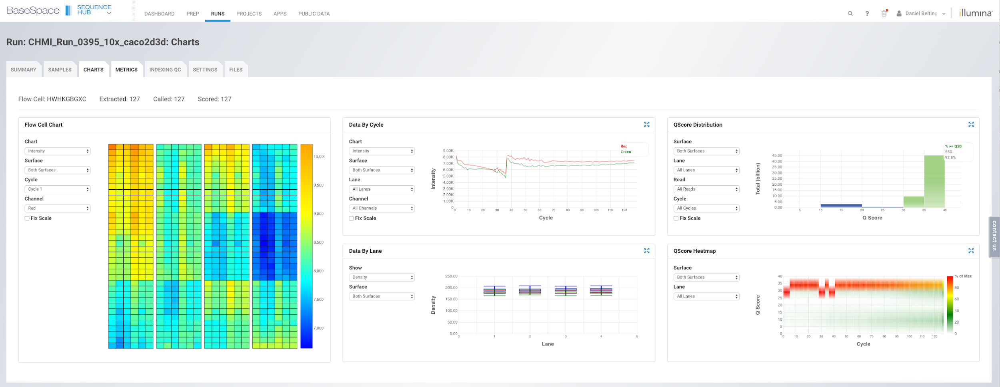 BaseSpace SEQUENCE HUB
DASHBOARD PREP RUNS PROJECTS APPS PUBLIC DATA
? Daniel Beiting illumina
Run: CHMI_Run_0395_10x_caco2d3d: Charts
SUMMARY SAMPLES CHARTS METRICS INDEXING QC SETTINGS FILES
Flow Cell: HWHKGBGXC Extracted: 127 Called: 127 Scored: 127
Flow Cell Chart
Chart
Intensity
Surface
Both Surfaces
Cycle
Cycle 1
Channel
Red
Fix Scale
10,000
9,500
9,000
8,500
8,000
7,500
7,000
Data By Cycle
Chart
Intensity
Surface
Both Surfaces
Lane
All Lanes
Channel
All Channels
Fix Scale
Red
Green
Intensity
9.00K
8.00K
7.00K
6.00K
5.00K
4.00K
3.00K
2.00K
1.00K
0
0 10 20 30 40 50 60 70 80 90 100 110 120
Cycle
QScore Distribution
Surface
Both Surfaces
Lane
All Lanes
Read
All Reads
Cycle
All Cycles
Fix Scale
% >= Q30
55G
92.8%
Total (billion)
45.00
40.00
35.00
30.00
25.00
20.00
15.00
10.00
5.00
0.00
5 10 15 20 25 30 35 40
Q Score
Data By Lane
Show
Density
Surface
Both Surfaces
Density
250.00
200.00
150.00
100.00
50.00
0.00
0 1 2 3 4 5
Lane
QScore Heatmap
Surface
Both Surfaces
Lane
All Lanes
Q Score
40
35
30
25
20
15
10
5
0
0 10 20 30 40 50 60 70 80 90 100 110 120
Cycle
% of Max
80
60
40
20
0
contact us